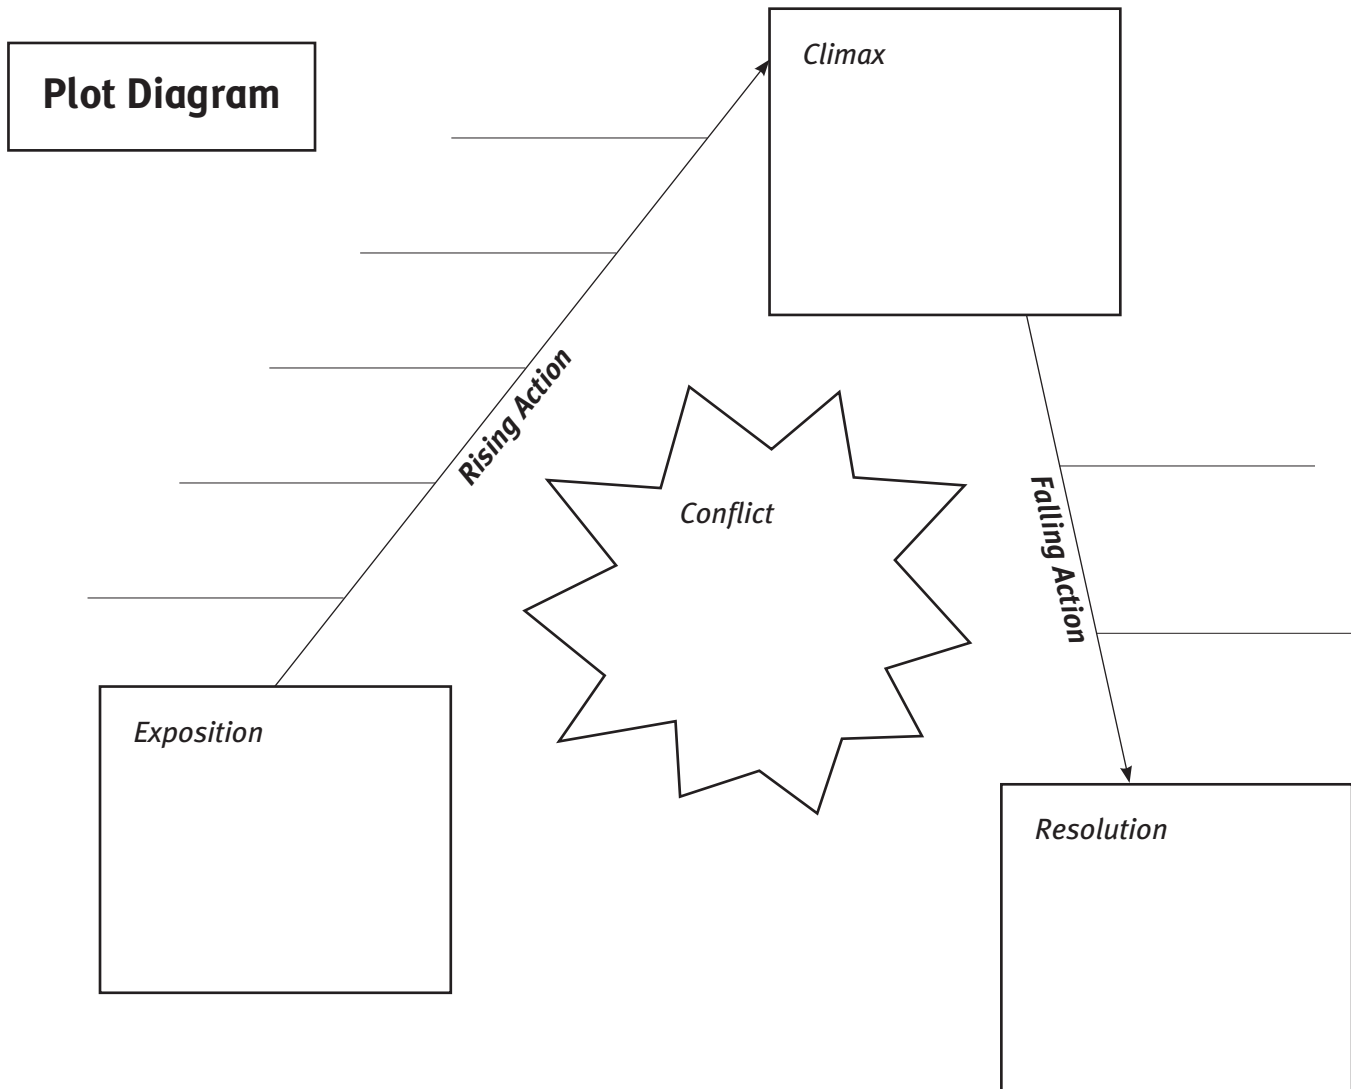 Plot Diagram
Climax
Rising Action
Conflict
Falling Action
Exposition
Resolution